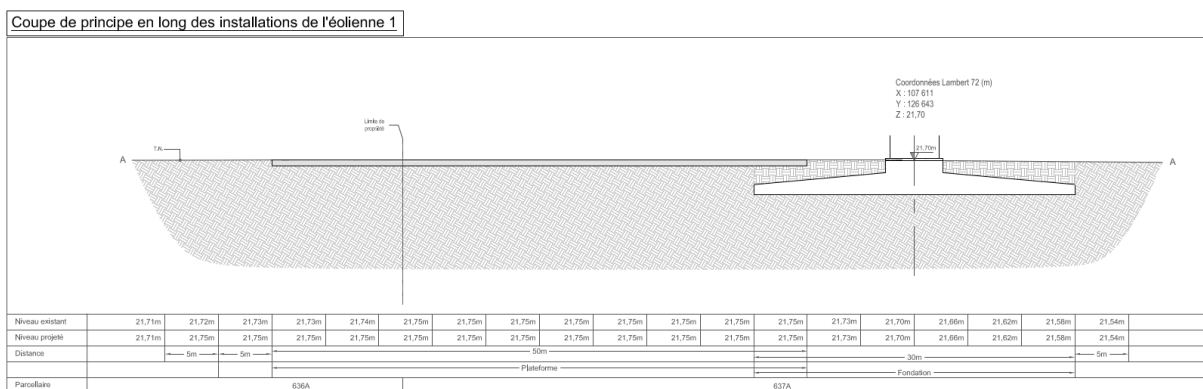 Coupe de principe en long des installations de l'éolienne 1
Coordonnées Lambert 72 (m)
X : 107 611
Y : 126 643
Z : 21,70
Limite de
propriété
T.N.
21,70m
A
A
Niveau existant 21,71m 21,72m 21,73m 21,73m 21,74m 21,75m 21,75m 21,75m 21,75m 21,75m 21,75m 21,75m 21,75m 21,73m 21,70m 21,66m 21,62m 21,58m 21,54m
Niveau projeté 21,71m 21,75m 21,75m 21,75m 21,75m 21,75m 21,75m 21,75m 21,75m 21,75m 21,75m 21,75m 21,75m 21,73m 21,70m 21,66m 21,62m 21,58m 21,54m
Distance 5m 5m 50m 30m 5m
Plateforme
Fondation
Parcellaire 636A 637A